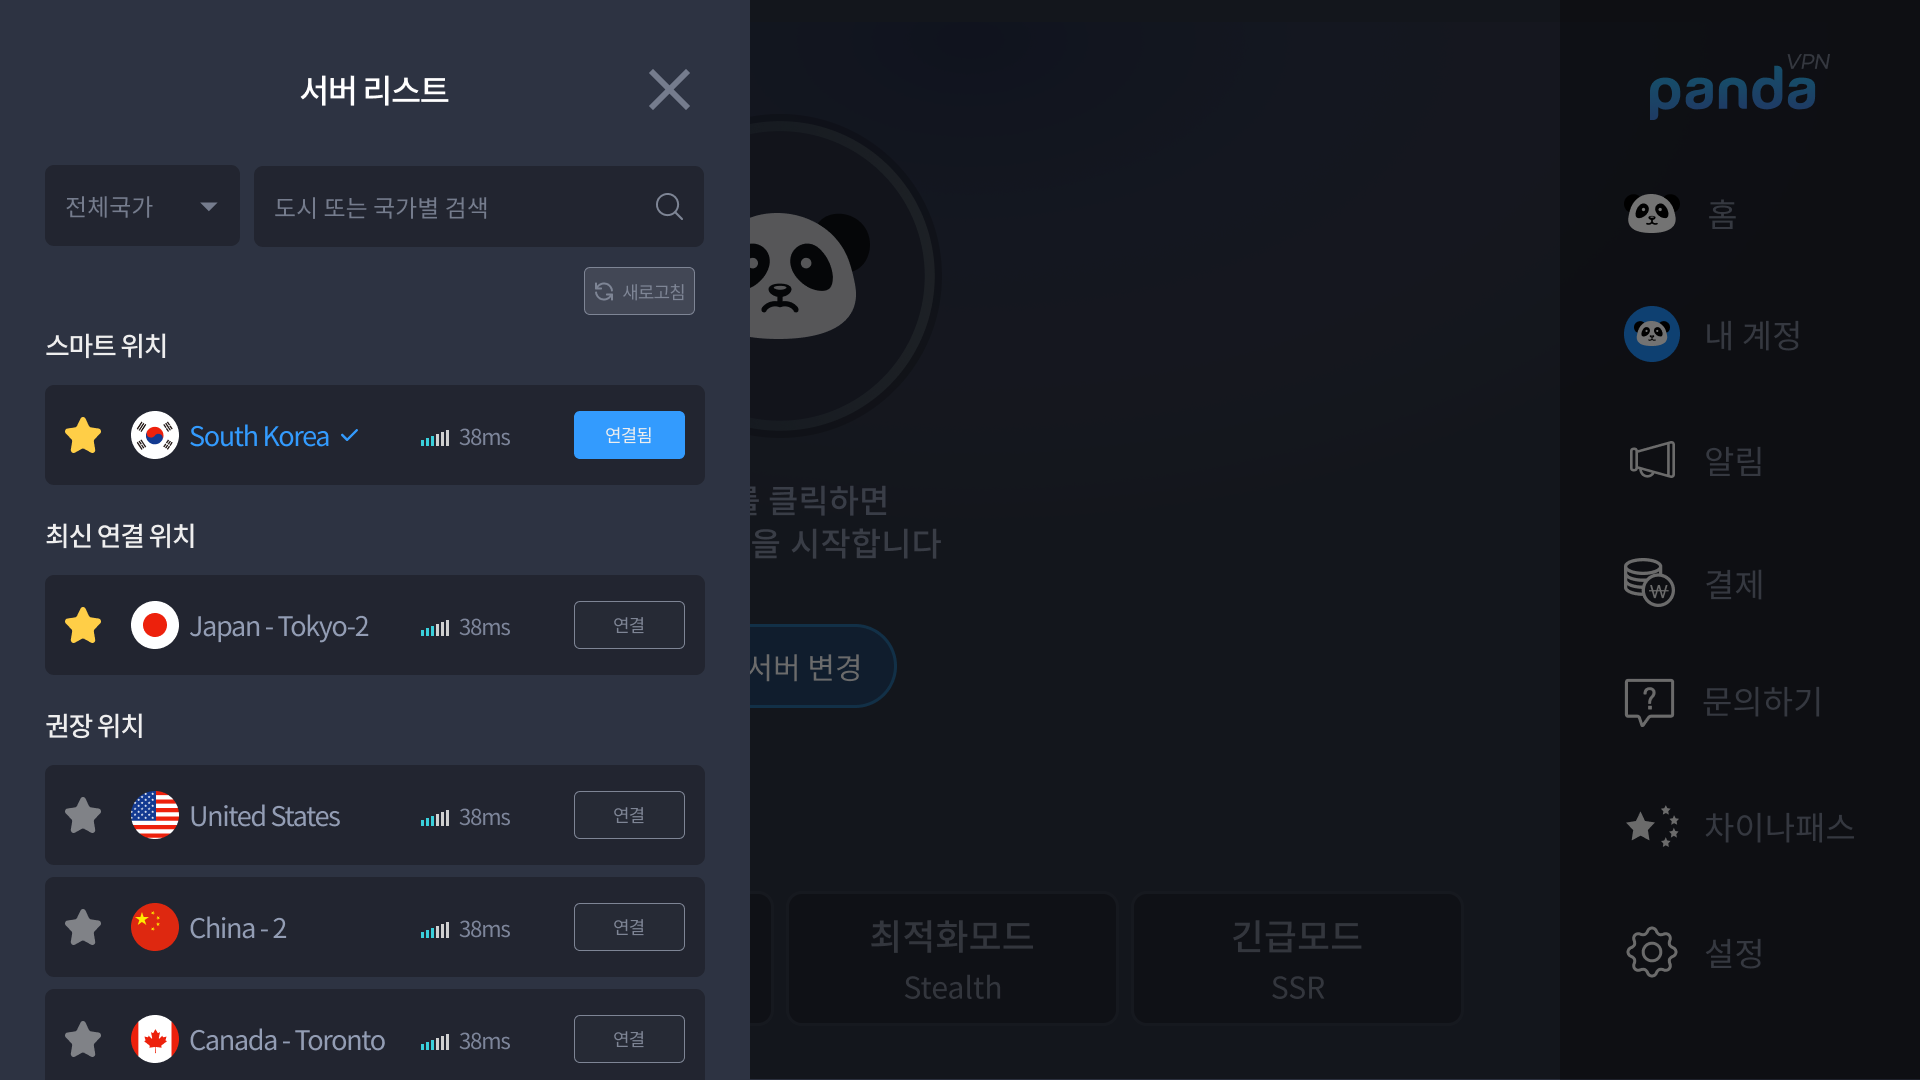 서버 리스트
전체국가
도시 또는 국가별 검색
새로고침
스마트 위치
South Korea
38ms
연결됨
최신 연결 위치
Japan - Tokyo-2
38ms
연결
권장 위치
United States
38ms
연결
China - 2
38ms
연결
Canada - Toronto
38ms
연결
클릭하면
을 시작합니다
서버 변경
최적화모드
Stealth
긴급모드
SSR
VPN
panda
홈
내 계정
알림
결제
문의하기
차이나패스
설정